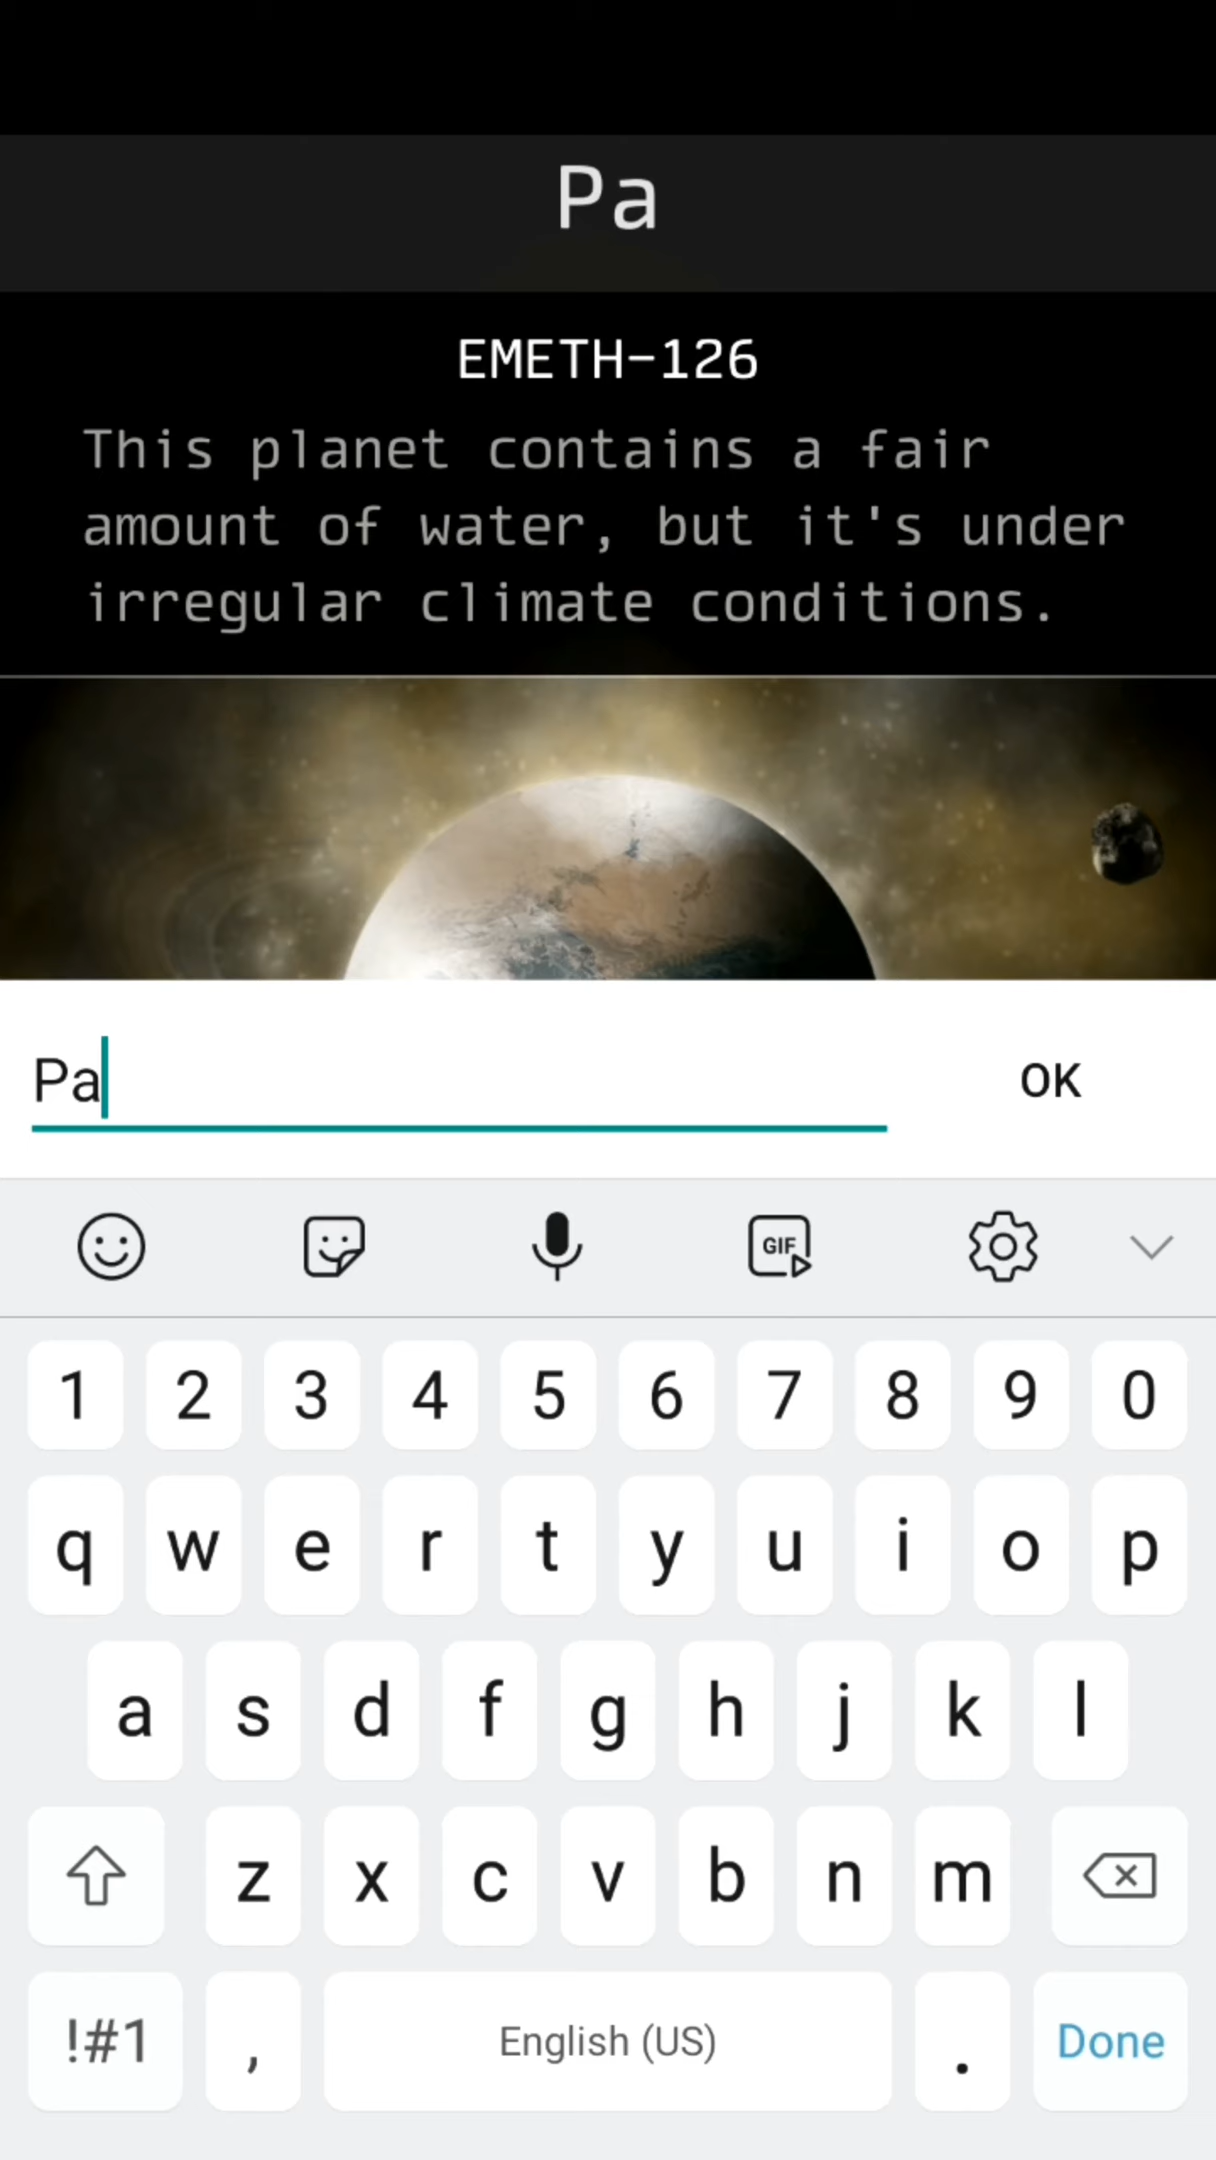 Pa
EMETH-126
This planet contains a fair
amount of water, but it's under
irregular climate conditions.
Pa
OK
GIF
1 2 3 4 5 6 7 8 9 0
q w e r t y u i o p
a s d f g h j k l
z x c v b n m
!#1 , English (US) . Done